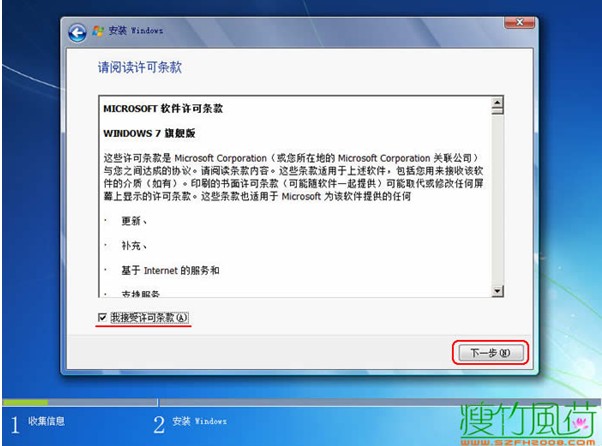 安装 Windows
请阅读许可条款
MICROSOFT 软件许可条款
WINDOWS 7 旗舰版
这些许可条款是 Microsoft Corporation（或您所在地的 Microsoft Corporation 关联公司）
与您之间达成的协议。请阅读条款内容。这些条款适用于上述软件，包括您用来接收该软
件的介质（如有）。印刷的书面许可条款（可能随软件一起提供）可能取代或修改任何屏
幕上显示的许可条款。这些条款也适用于 Microsoft 为该软件提供的任何
· 更新、
· 补充、
· 基于 Internet 的服务和
· 支持服务
我接受许可条款(A)
下一步(N)
1 收集信息
2 安装 Windows
瘦竹風荷
www.SZFH2008.com